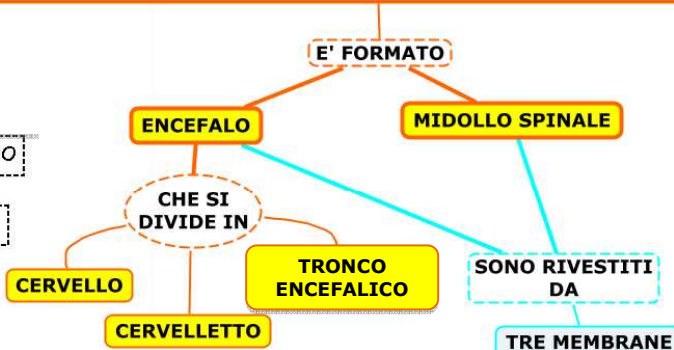 E' FORMATO
ENCEFALO
MIDOLLO SPINALE
O
CHE SI
DIVIDE IN
TRONCO
ENCEFALICO
SONO RIVESTITI
DA
CERVELLO
CERVELLETTO
TRE MEMBRANE